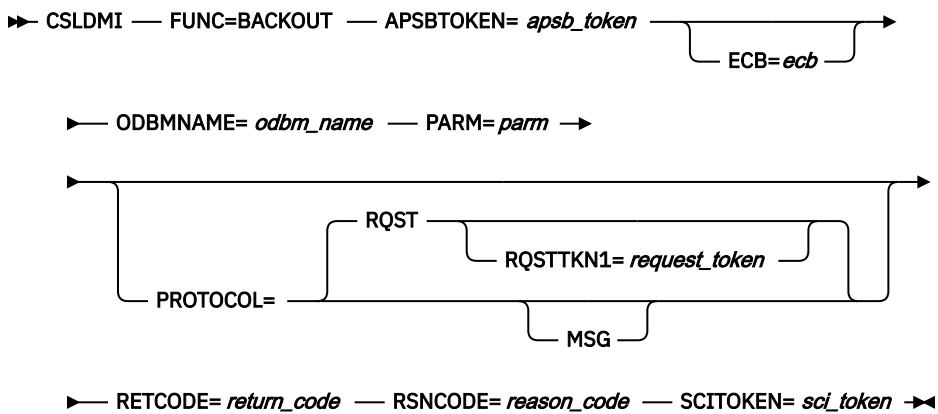 CSLDMI FUNC=BACKOUT APSBTOKEN= apsb_token
ECB= ecb
ODBMNAME= odbm_name PARM= parm
RQST
RQSTTKN1= request_token
PROTOCOL=
MSG
RETCODE= return_code RSNCODE= reason_code SCITOKEN= sci_token